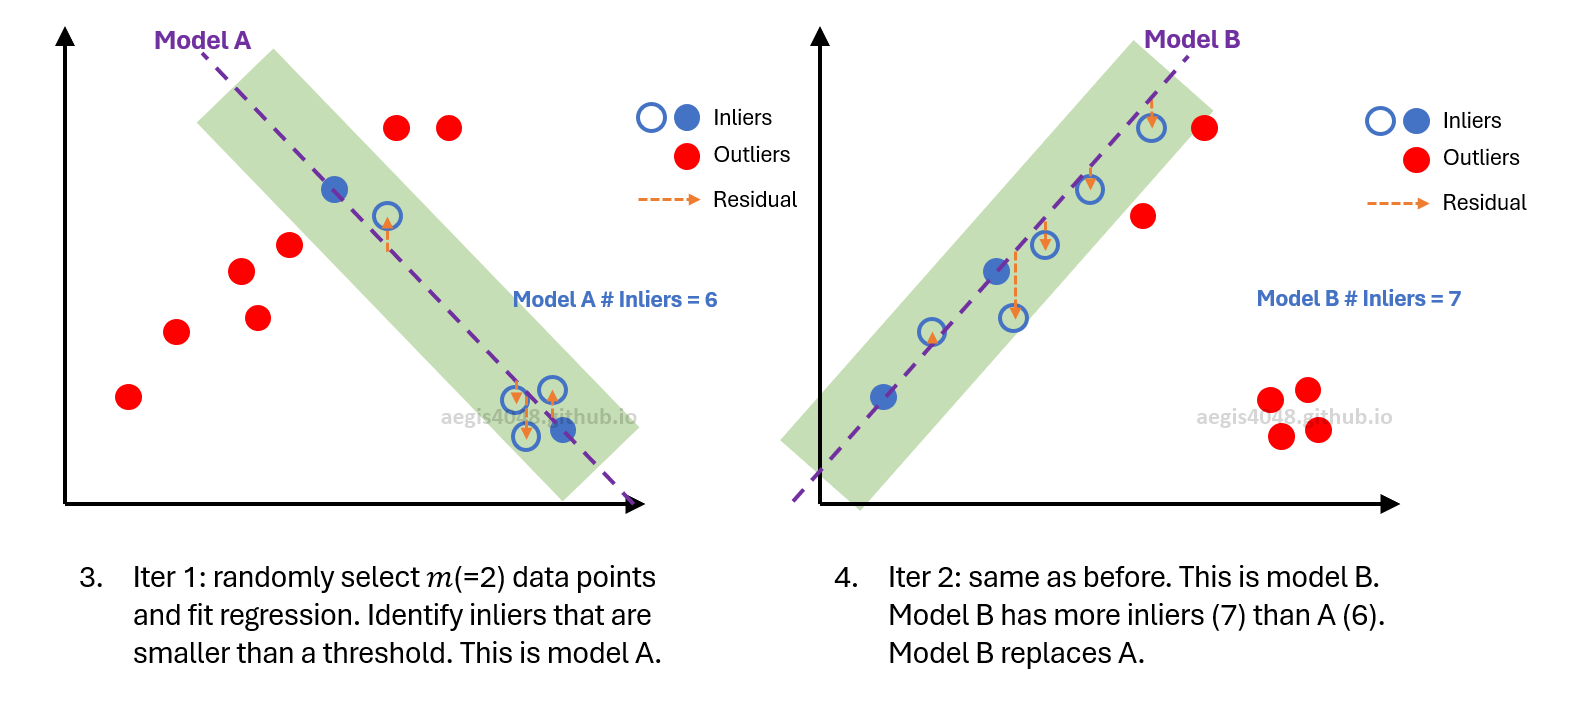 Model A
Inliers
Outliers
Residual
Model A # Inliers = 6
aegis4048.github.io
3. Iter 1: randomly select m(=2) data points
and fit regression. Identify inliers that are
smaller than a threshold. This is model A.
Model B
Inliers
Outliers
Residual
Model B # Inliers = 7
aegis4048.github.io
4. Iter 2: same as before. This is model B.
Model B has more inliers (7) than A (6).
Model B replaces A.